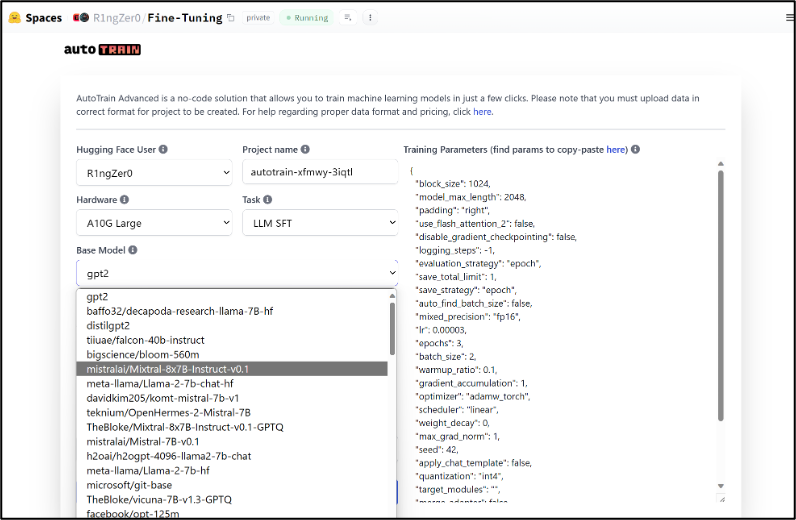 Spaces R1ngZer0/Fine-Tuning private Running
auto TRAIN
AutoTrain Advanced is a no-code solution that allows you to train machine learning models in just a few clicks. Please note that you must upload data in
correct format for project to be created. For help regarding proper data format and pricing, click here.
Hugging Face User
R1ngZer0
Project name
autotrain-xfmwy-3iqtl
Hardware
A10G Large
Task
LLM SFT
Base Model
gpt2
gpt2
baffo32/decapoda-research-llama-7B-hf
distilgpt2
tiiuae/falcon-40b-instruct
bigscience/bloom-560m
mistralai/Mixtral-8x7B-Instruct-v0.1
meta-llama/Llama-2-7b-chat-hf
davidkim205/komt-mistral-7b-v1
teknium/OpenHermes-2-Mistral-7B
TheBloke/Mixtral-8x7B-Instruct-v0.1-GPTQ
mistralai/Mistral-7B-v0.1
h2oai/h2ogpt-4096-llama2-7b-chat
meta-llama/Llama-2-7b-hf
microsoft/git-base
TheBloke/vicuna-7B-v1.3-GPTQ
facebook/opt-125m
Training Parameters (find params to copy-paste here)
{
"block_size": 1024,
"model_max_length": 2048,
"padding": "right",
"use_flash_attention_2": false,
"disable_gradient_checkpointing": false,
"logging_steps": -1,
"evaluation_strategy": "epoch",
"save_total_limit": 1,
"save_strategy": "epoch",
"auto_find_batch_size": false,
"mixed_precision": "fp16",
"lr": 0.00003,
"epochs": 3,
"batch_size": 2,
"warmup_ratio": 0.1,
"gradient_accumulation": 1,
"optimizer": "adamw_torch",
"scheduler": "linear",
"weight_decay": 0,
"max_grad_norm": 1,
"seed": 42,
"apply_chat_template": false,
"quantization": "int4",
"target_modules": "",
"merge_adapter": false,